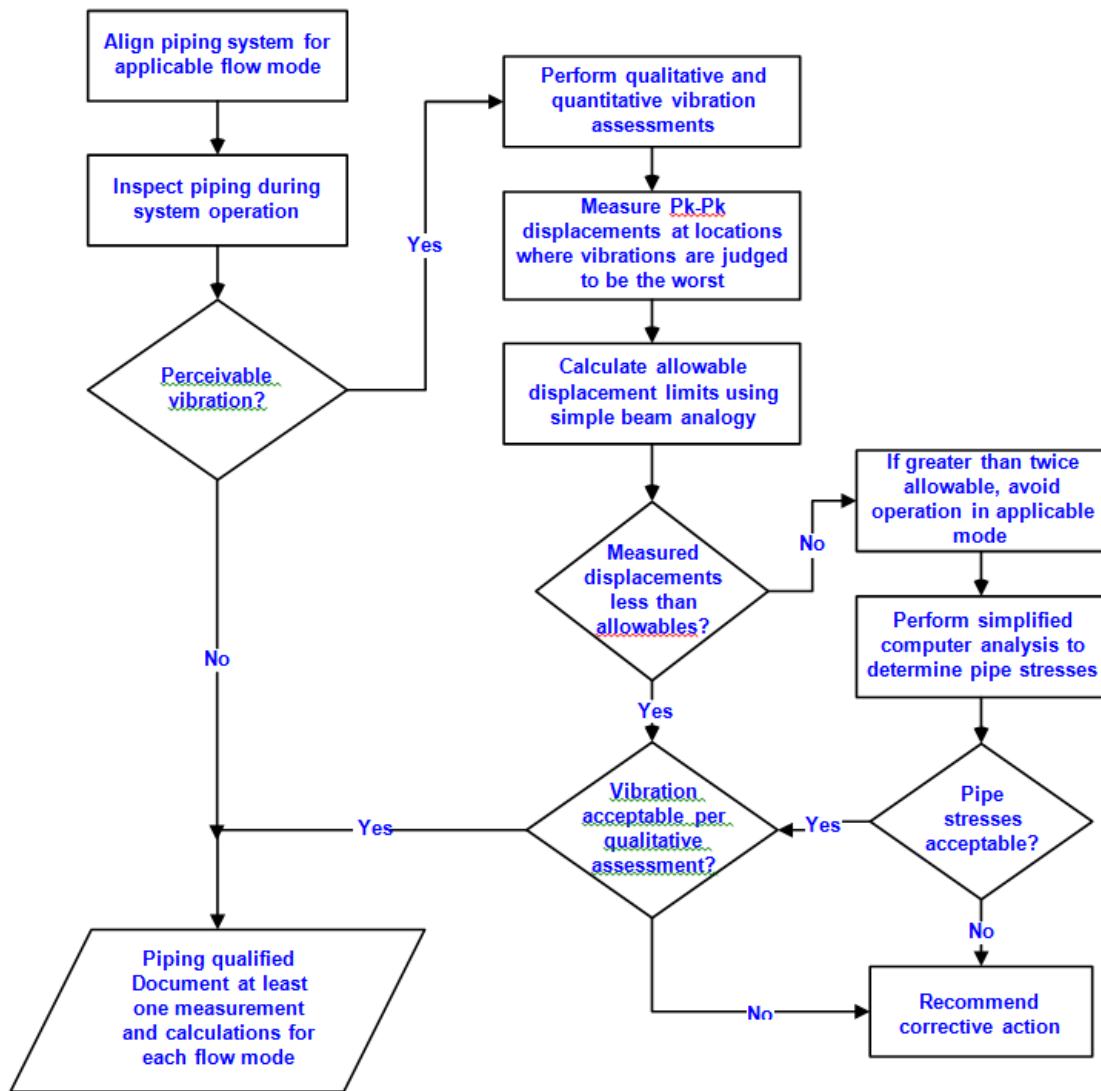 Align piping system for
applicable flow mode
Inspect piping during
system operation
Perceivable
vibration?
No
Yes
Perform qualitative and
quantitative vibration
assessments
Measure Pk-Pk
displacements at locations
where vibrations are judged
to be the worst
Calculate allowable
displacement limits using
simple beam analogy
Measured
displacements
less than
allowables?
No
If greater than twice
allowable, avoid
operation in applicable
mode
Perform simplified
computer analysis to
determine pipe stresses
Pipe
stresses
acceptable?
Yes
No
Yes
Vibration
acceptable per
qualitative
assessment?
Yes
No
Recommend
corrective action
Piping qualified
Document at least
one measurement
and calculations for
each flow mode